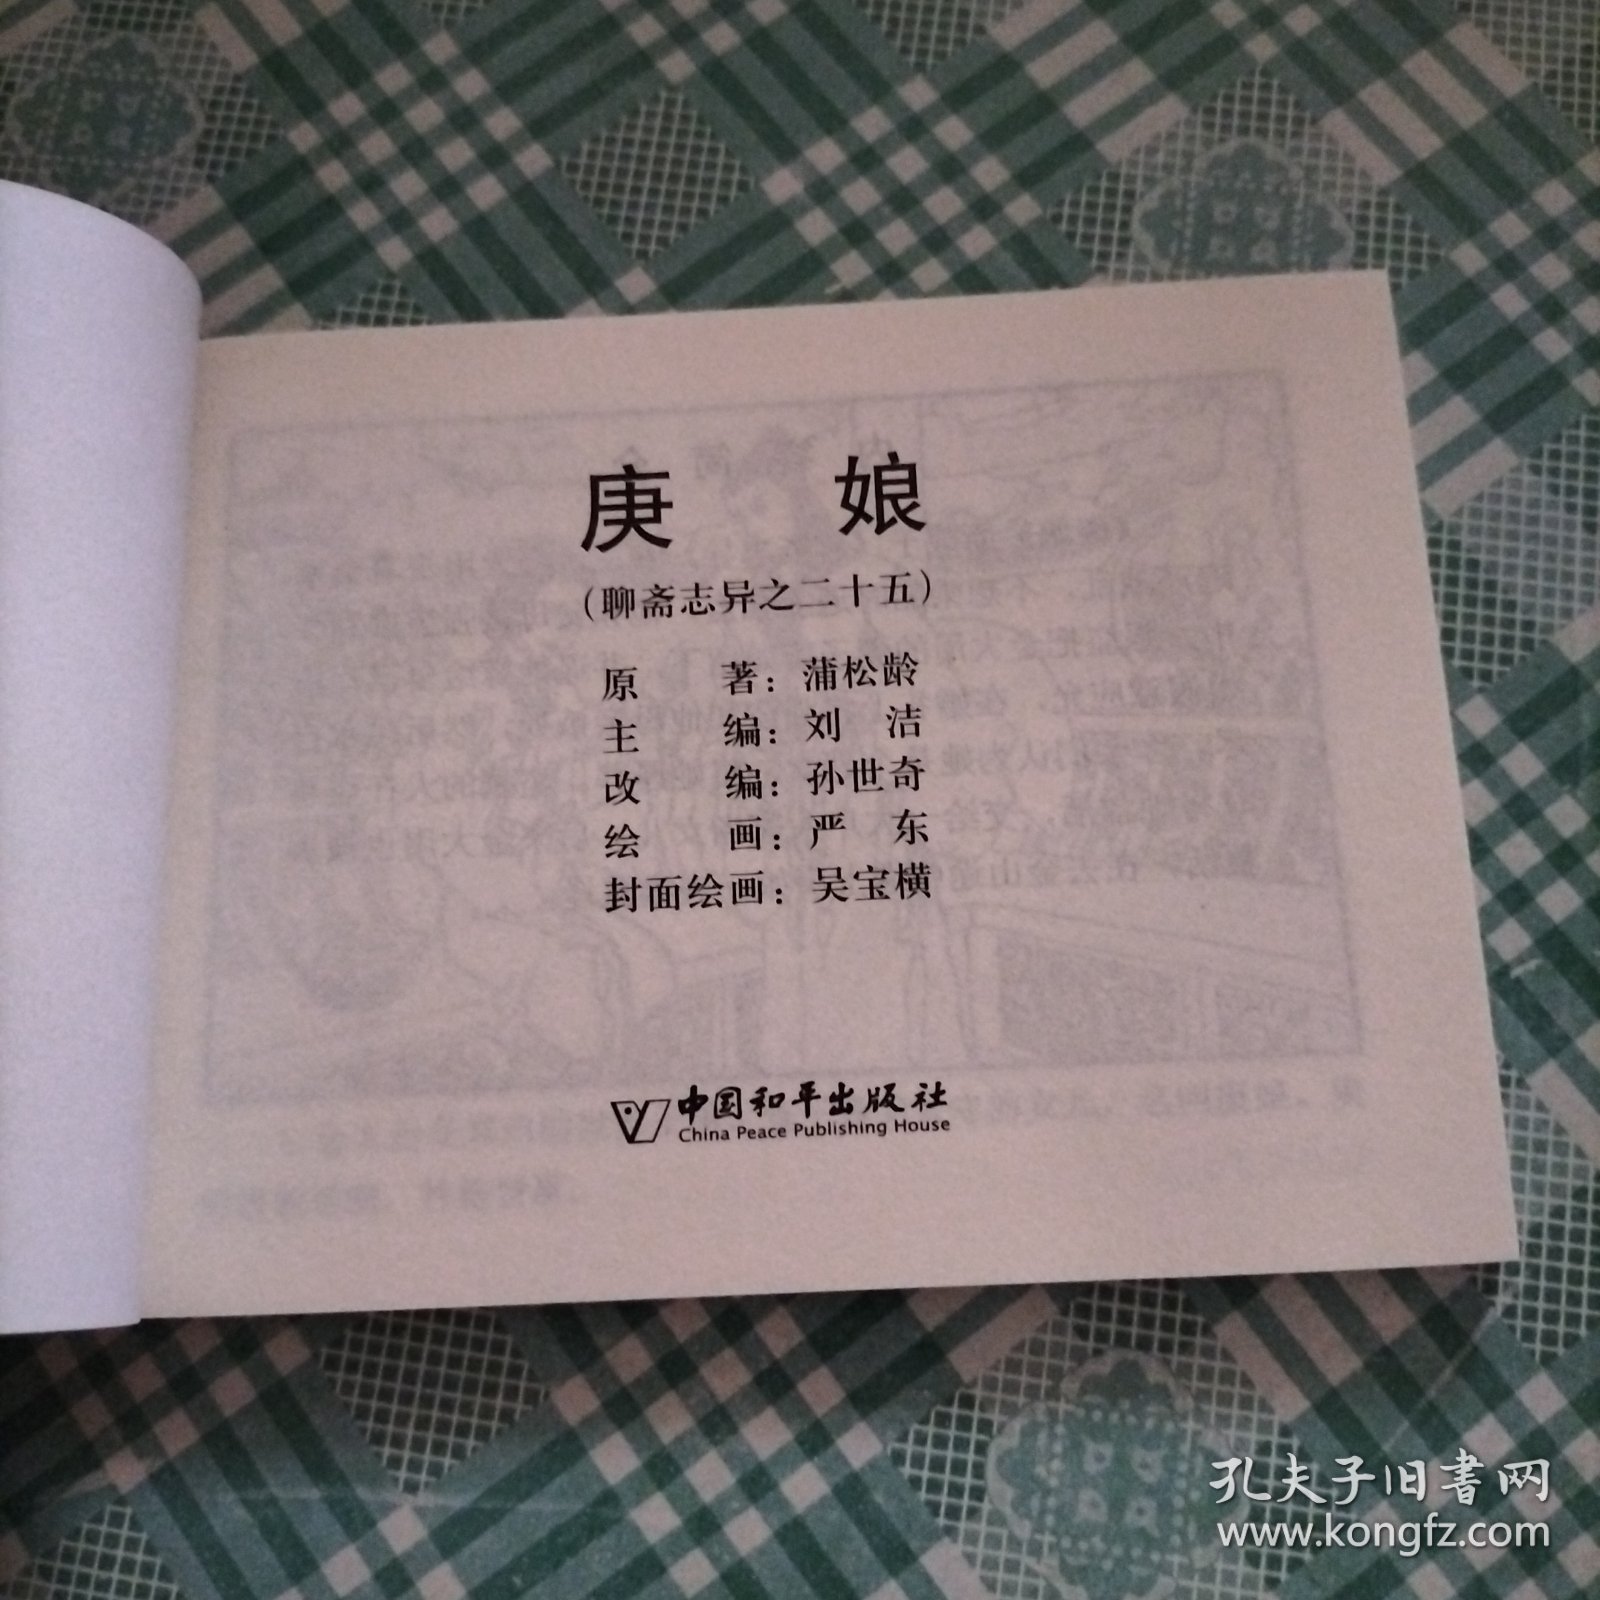 庚 娘
（聊斋志异之二十五）
原 著：蒲松龄
主 编：刘 洁
改 编：孙世奇
绘 画：严 东
封面绘画：吴宝横
中国和平出版社
China Peace Publishing House
孔夫子旧书网
www.kongfz.com